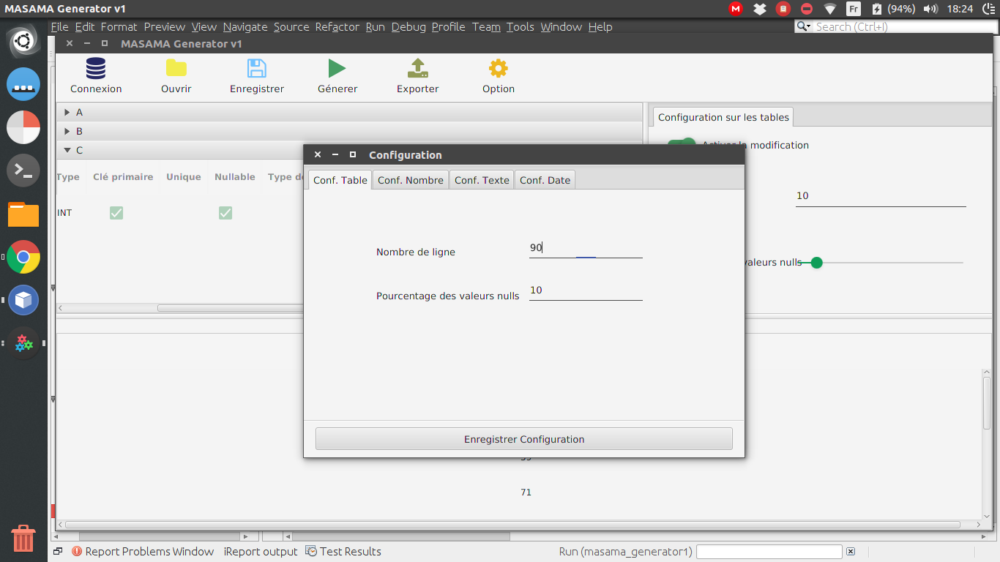 MASAMA Generator v1
Fr
(94%)
18:24
File Edit Format Preview View Navigate Source Refactor Run Debug Profile Team Tools Window Help
Search (Ctrl+I)
MASAMA Generator v1
Connexion Ouvrir Enregistrer Génerer Exporter Option
A
B
C
Type Clé primaire Unique Nullable Type de
INT
Configuration sur les tables
la modification
10
valeurs nulls
Configuration
Conf. Table Conf. Nombre Conf. Texte Conf. Date
Nombre de ligne 90
Pourcentage des valeurs nulls 10
Enregistrer Configuration
71
Report Problems Window iReport output Test Results Run (masama_generator1)